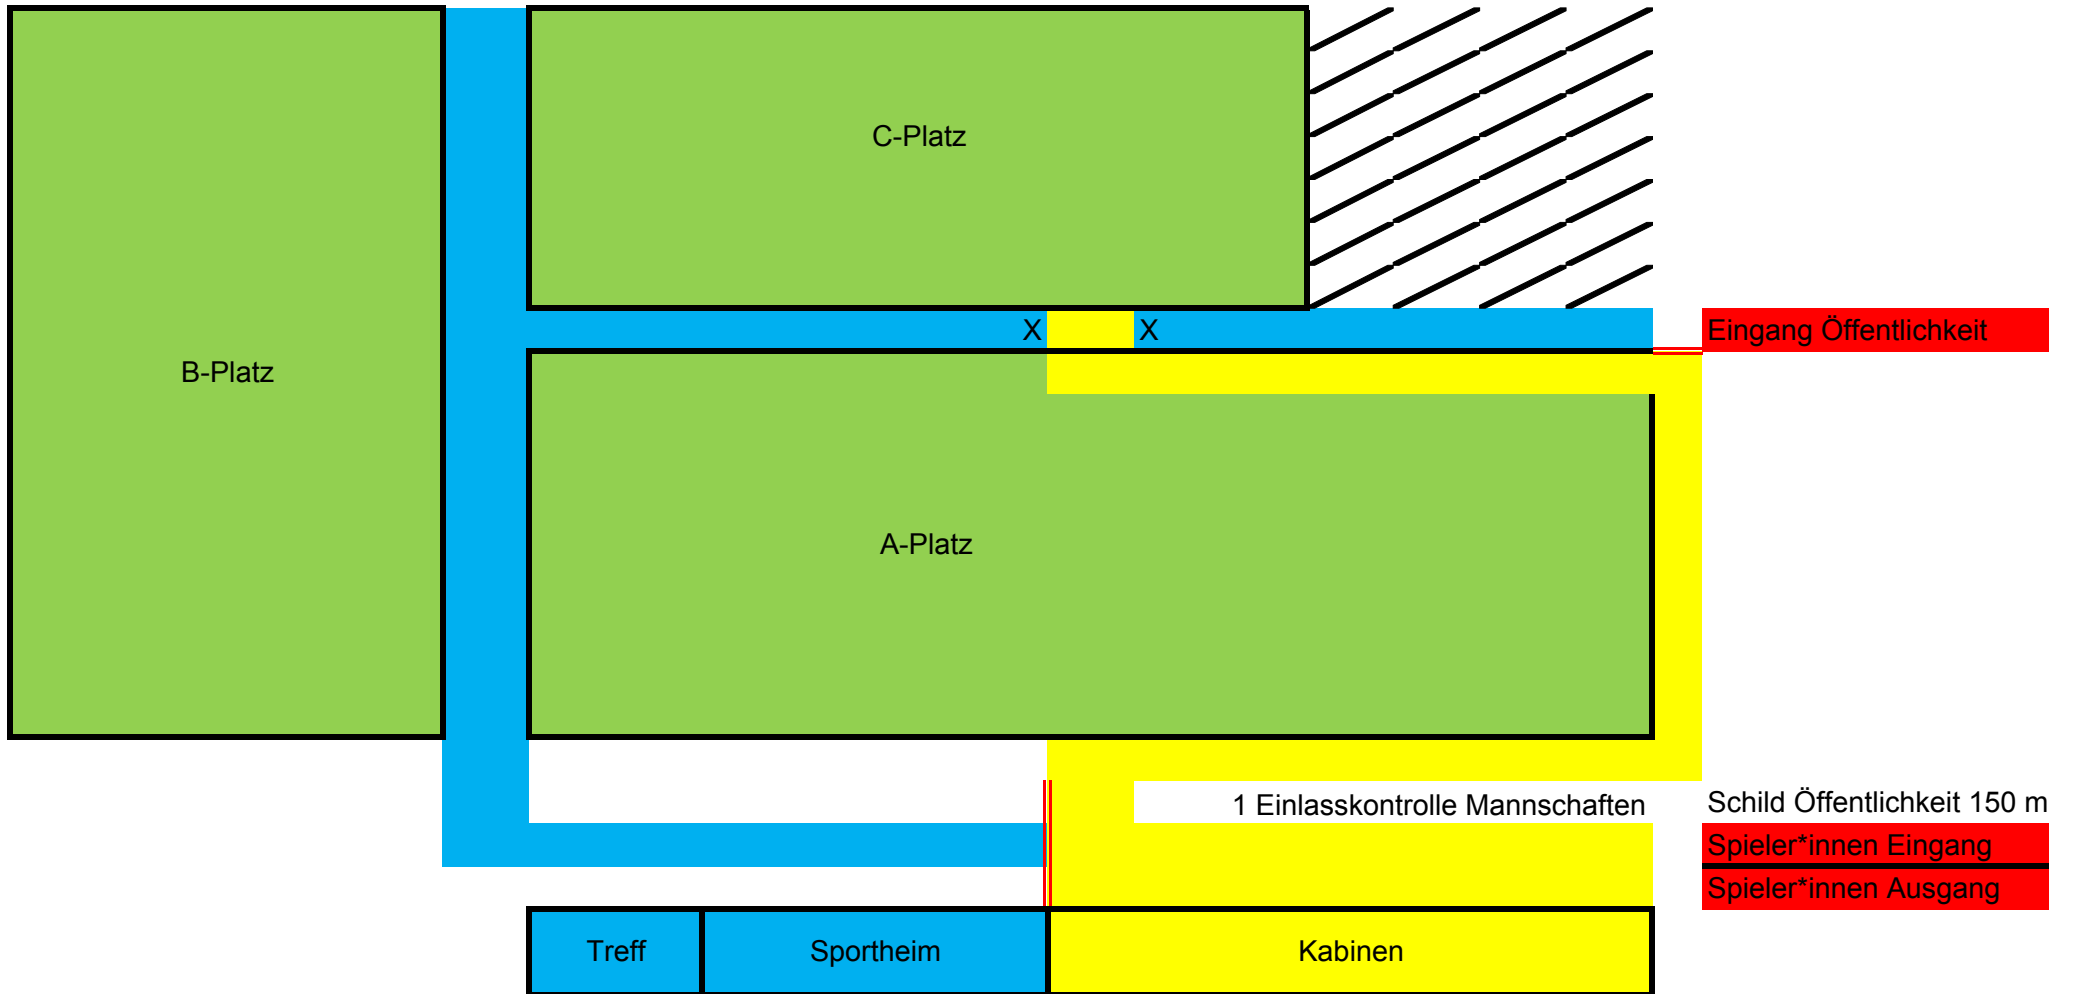 C-Platz
X
X
Eingang Öffentlichkeit
B-Platz
A-Platz
1 Einlasskontrolle Mannschaften
Schild Öffentlichkeit 150 m
Spieler*innen Eingang
Spieler*innen Ausgang
Treff
Sportheim
Kabinen